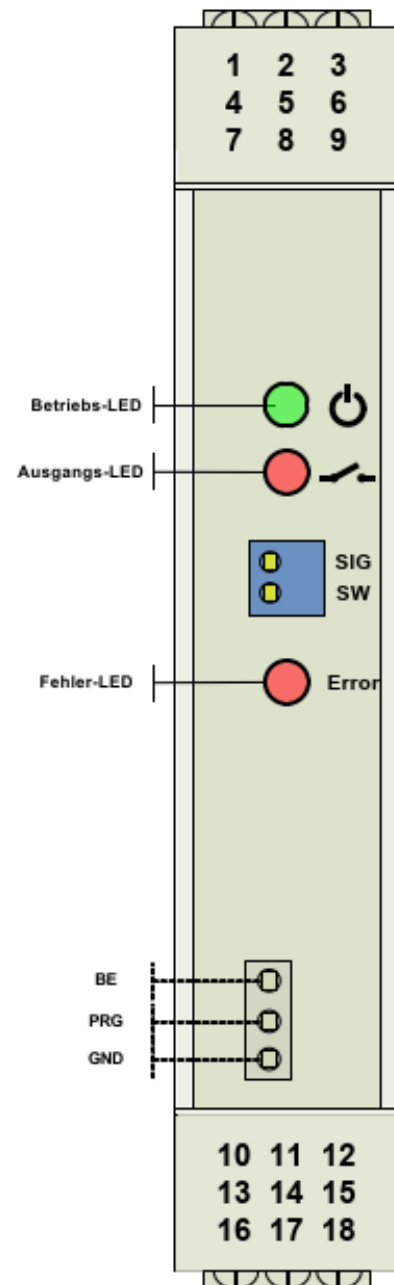 1 2 3
4 5 6
7 8 9
Betriebs-LED
Ausgangs-LED
SIG
SW
Fehler-LED
Error
BE
PRG
GND
10 11 12
13 14 15
16 17 18